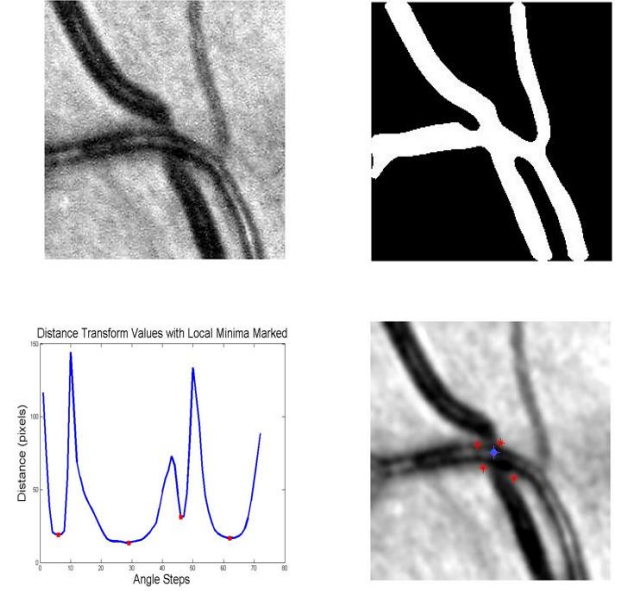 Distance Transform Values with Local Minima Marked
150
100
50
0
Distance (pixels)
0 10 20 30 40 50 60 70 80
Angle Steps